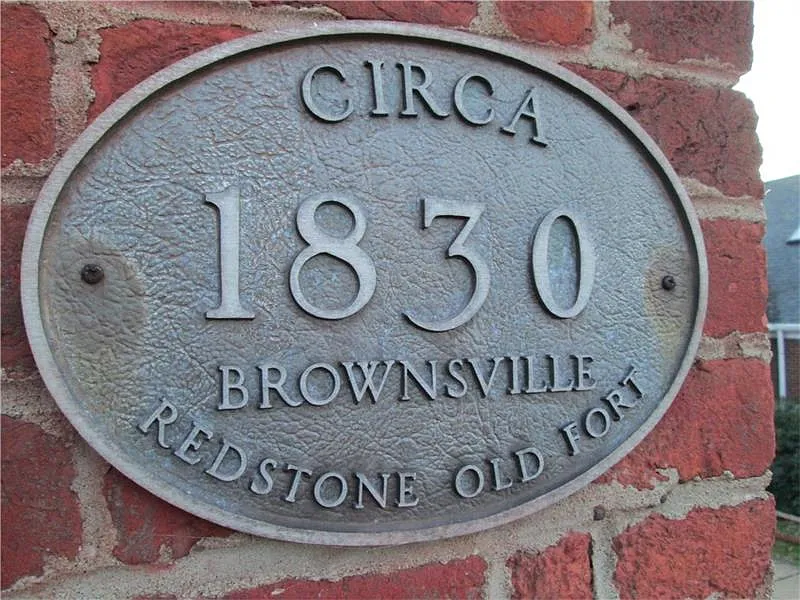 CIRCA
1830
BROWNSVILLE
REDSTONE OLD FORT